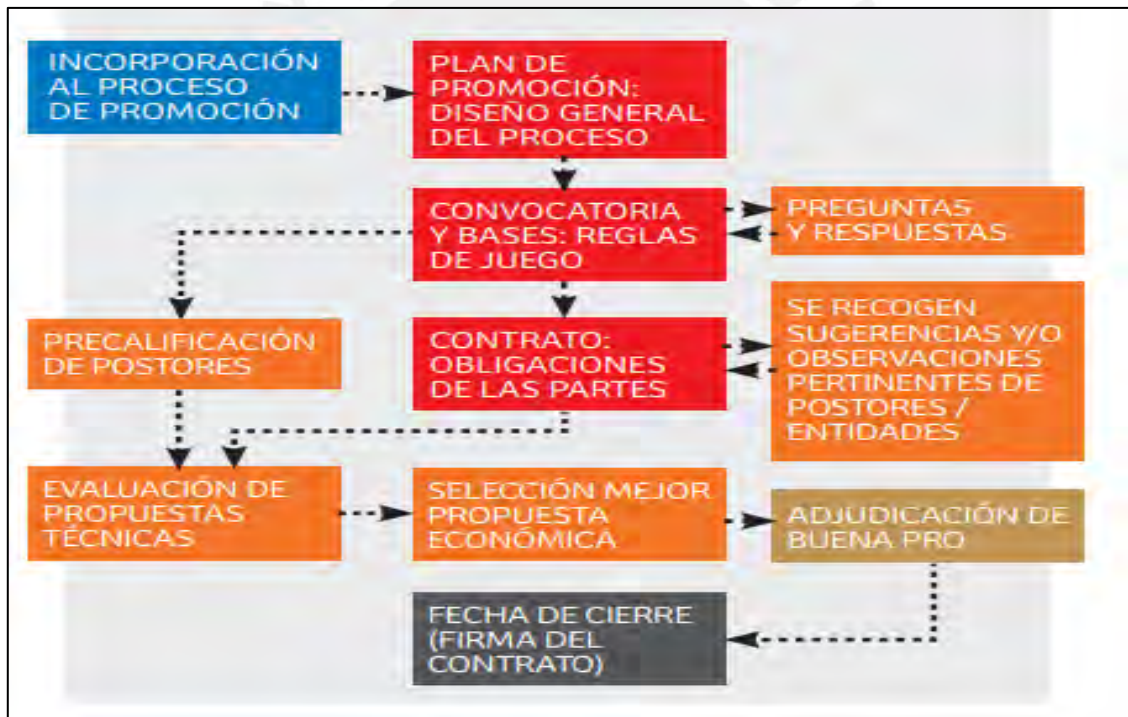 INCORPORACIÓN
AL PROCESO
DE PROMOCIÓN
PLAN DE
PROMOCIÓN:
DISEÑO GENERAL
DEL PROCESO
CONVOCATORIA
Y BASES: REGLAS
DE JUEGO
PREGUNTAS
Y RESPUESTAS
PRECALIFICACIÓN
DE POSTORES
CONTRATO:
OBLIGACIONES
DE LAS PARTES
SE RECOGEN
SUGERENCIAS Y/O
OBSERVACIONES
PERTINENTES DE
POSTORES /
ENTIDADES
EVALUACIÓN DE
PROPUESTAS
TÉCNICAS
SELECCIÓN MEJOR
PROPUESTA
ECONÓMICA
ADJUDICACIÓN DE
BUENA PRO
FECHA DE CIERRE
(FIRMA DEL
CONTRATO)